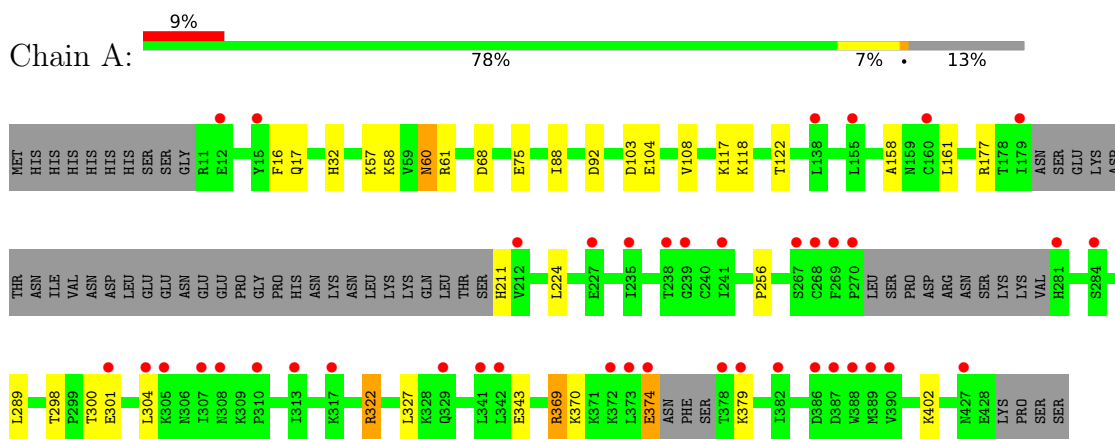 9%
Chain A:
78% 7% • 13%
MET HIS HIS HIS HIS HIS HIS SER SER GLY R11 E12 Y15 F16 Q17 H32 K57 K58 V59 N60 R61 D68 E75 I88 D92 D103 E104 V108 K117 K118 T122 L138 L155 A158 N159 C160 L161 R177 T178 I179 ASN SER GLU LYS ASP
THR ASN ILE VAL ASN ASP LEU GLU GLU ASN GLU GLU PRO GLY PRO HIS ASN LYS ASN LEU LYS LYS GLN LEU THR SER H211 V212 L224 E227 I235 T238 G239 C240 I241 P256 S267 C268 F269 P270 LEU SER PRO ASP ARG ASN SER LYS LYS VAL H281 S284
L289 T298 P299 T300 E301 L304 K305 N306 I307 N308 K309 P310 I313 K317 R322 L327 K328 Q329 L341 L342 E343 R369 K370 K371 K372 L373 E374 ASN PHE SER T378 K379 I382 D386 D387 W388 M389 V390 K402 N427 E428 LYS PRO SER SER